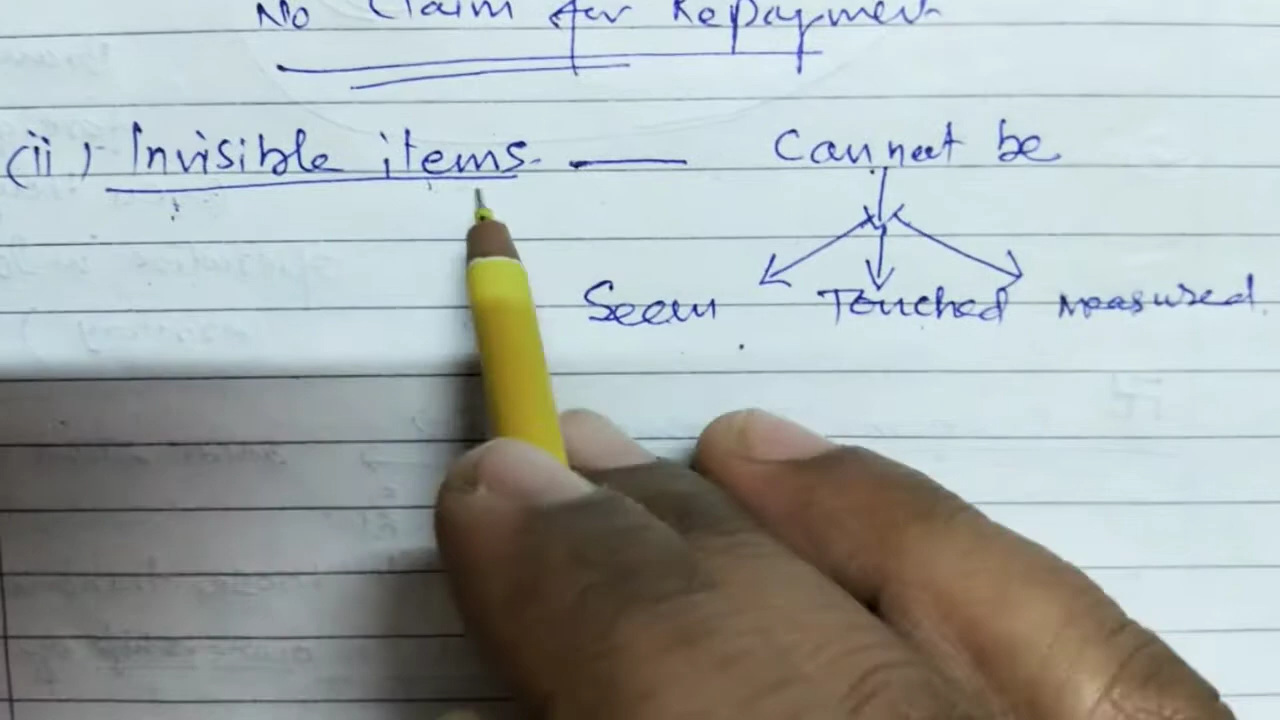 No Claim for Repayment
(ii) Invisible items. — Cannot be
Seen Touched Measured.